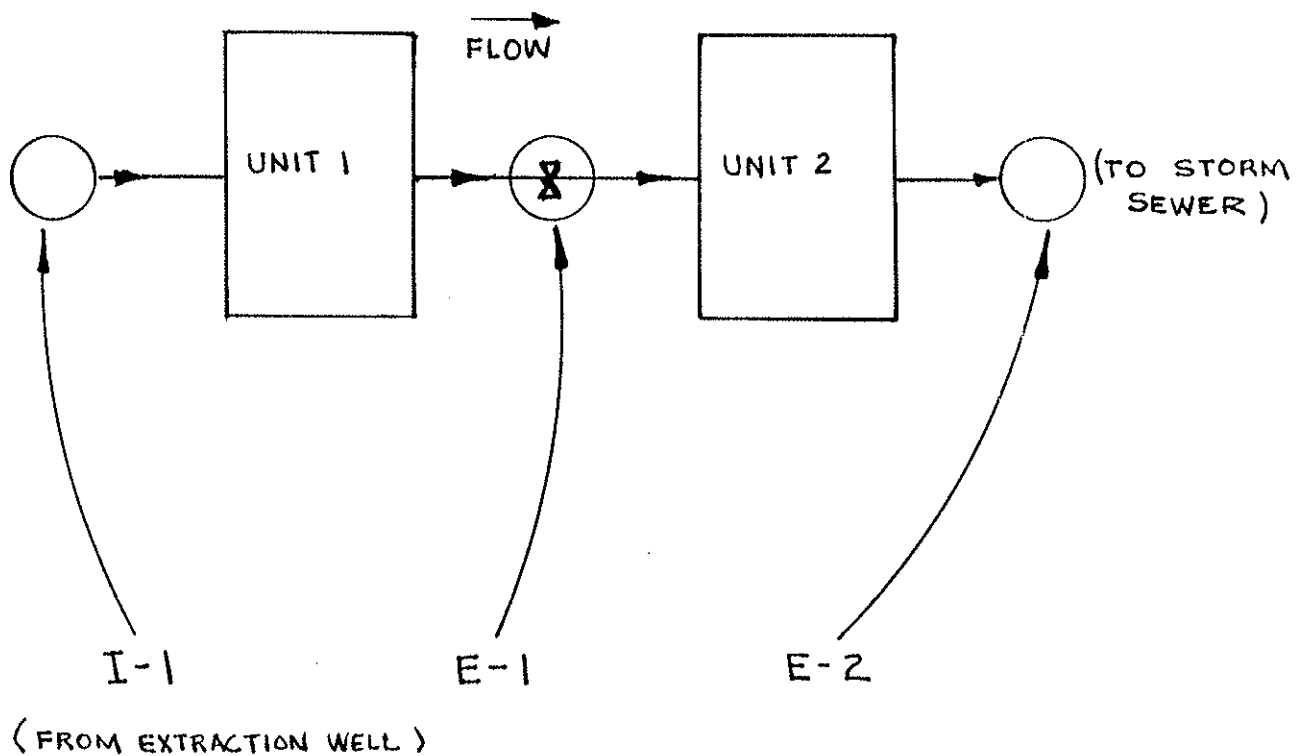 FLOW
UNIT 1
UNIT 2
(TO STORM
SEWER)
I-1
E-1
E-2
(FROM EXTRACTION WELL)